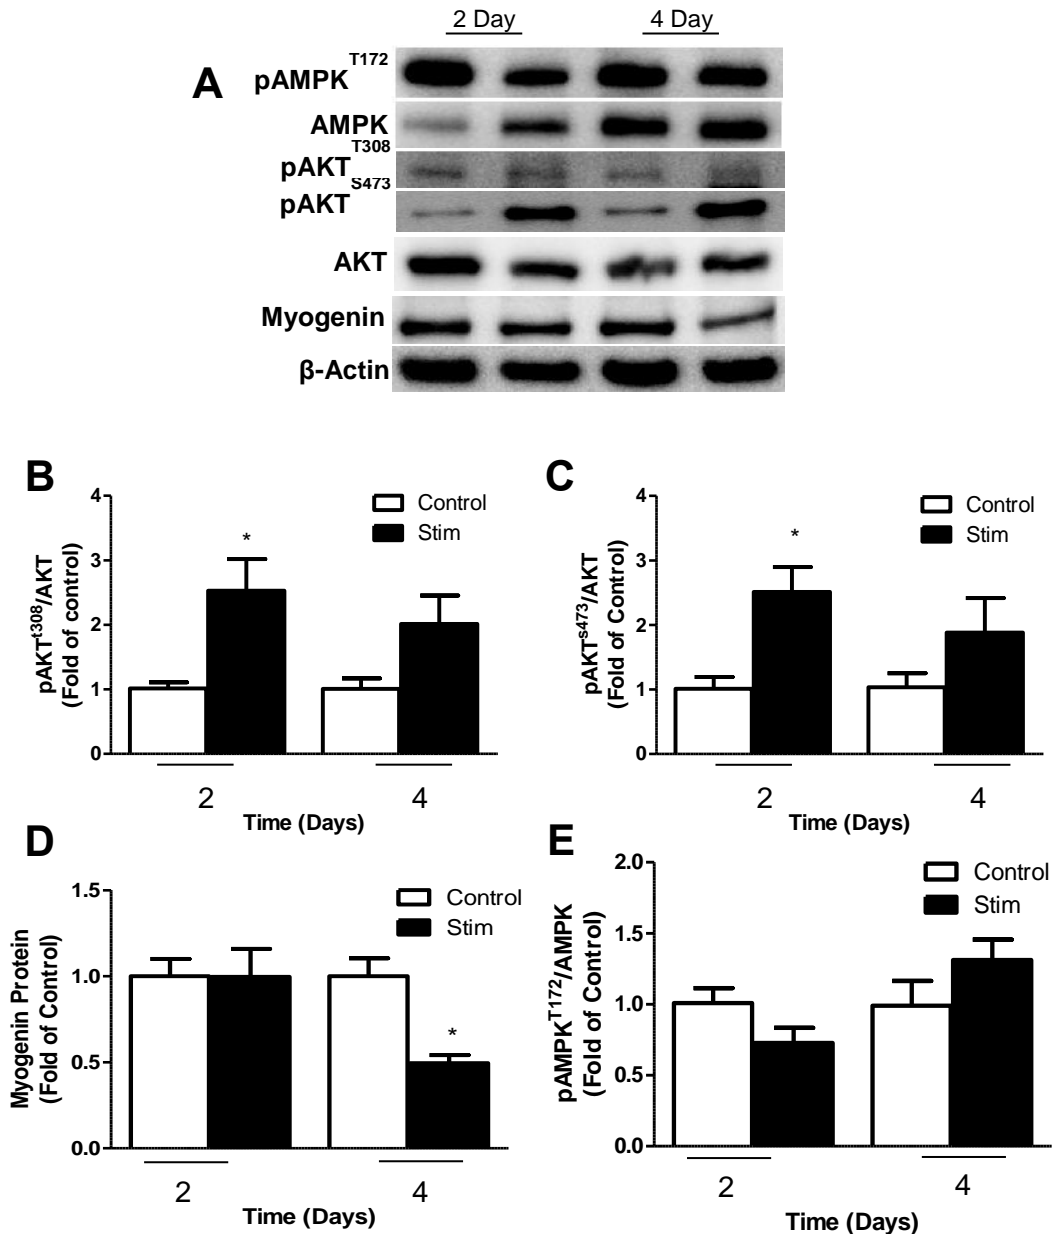 2 Day 4 Day
A
pAMPK T172
AMPK
pAKT T308
pAKT S473
AKT
Myogenin
β-Actin
B
pAKT t308/AKT
(Fold of control)
4
3
2
1
0
Control
Stim
*
2 4
Time (Days)
C
pAKT s473/AKT
(Fold of Control)
4
3
2
1
0
Control
Stim
*
2 4
Time (Days)
D
Myogenin Protein
(Fold of Control)
1.5
1.0
0.5
0.0
Control
Stim
*
2 4
Time (Days)
E
pAMPK T172/AMPK
(Fold of Control)
2.0
1.5
1.0
0.5
0.0
Control
Stim
2 4
Time (Days)